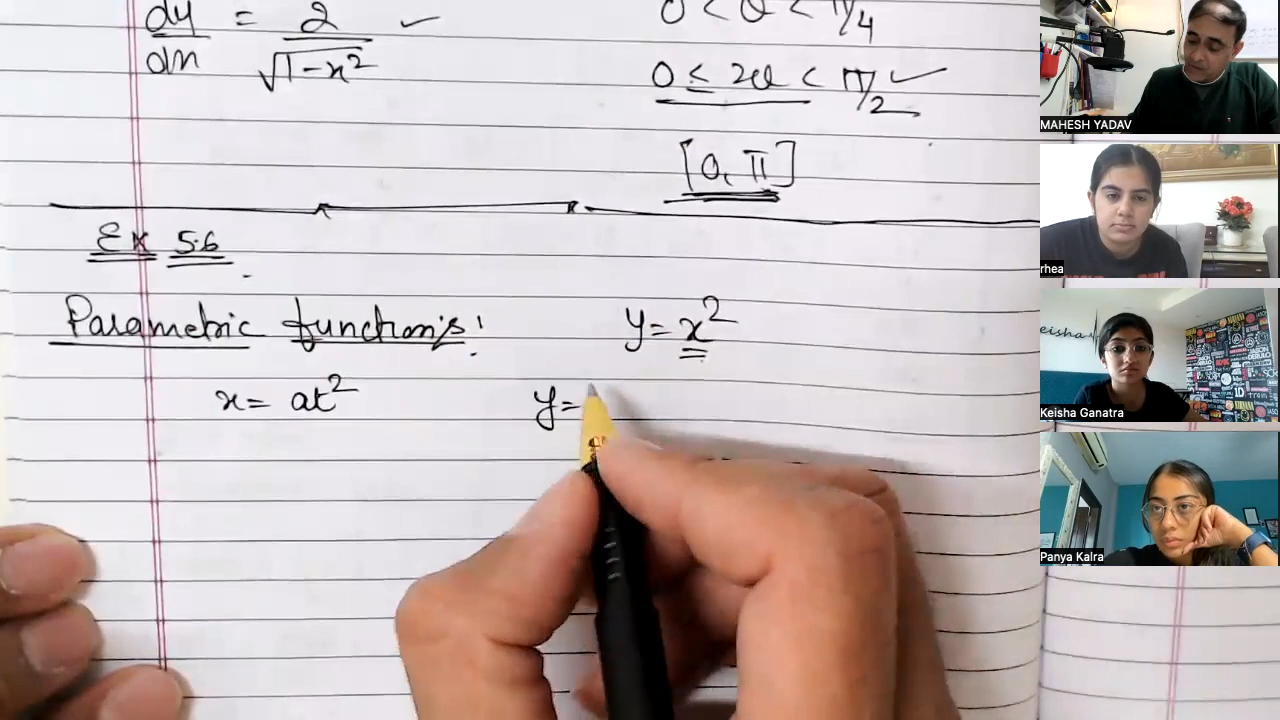 dy/dx = 2/√1-x² ✓
0 < θ < π/4
0 ≤ 2θ < π/2 ✓
[0, π]
Ex 5.6
Parametric function's:
y = x²
x = at²
y =
MAHESH YADAV
rhea
Keisha Ganatra
Panya Kalra